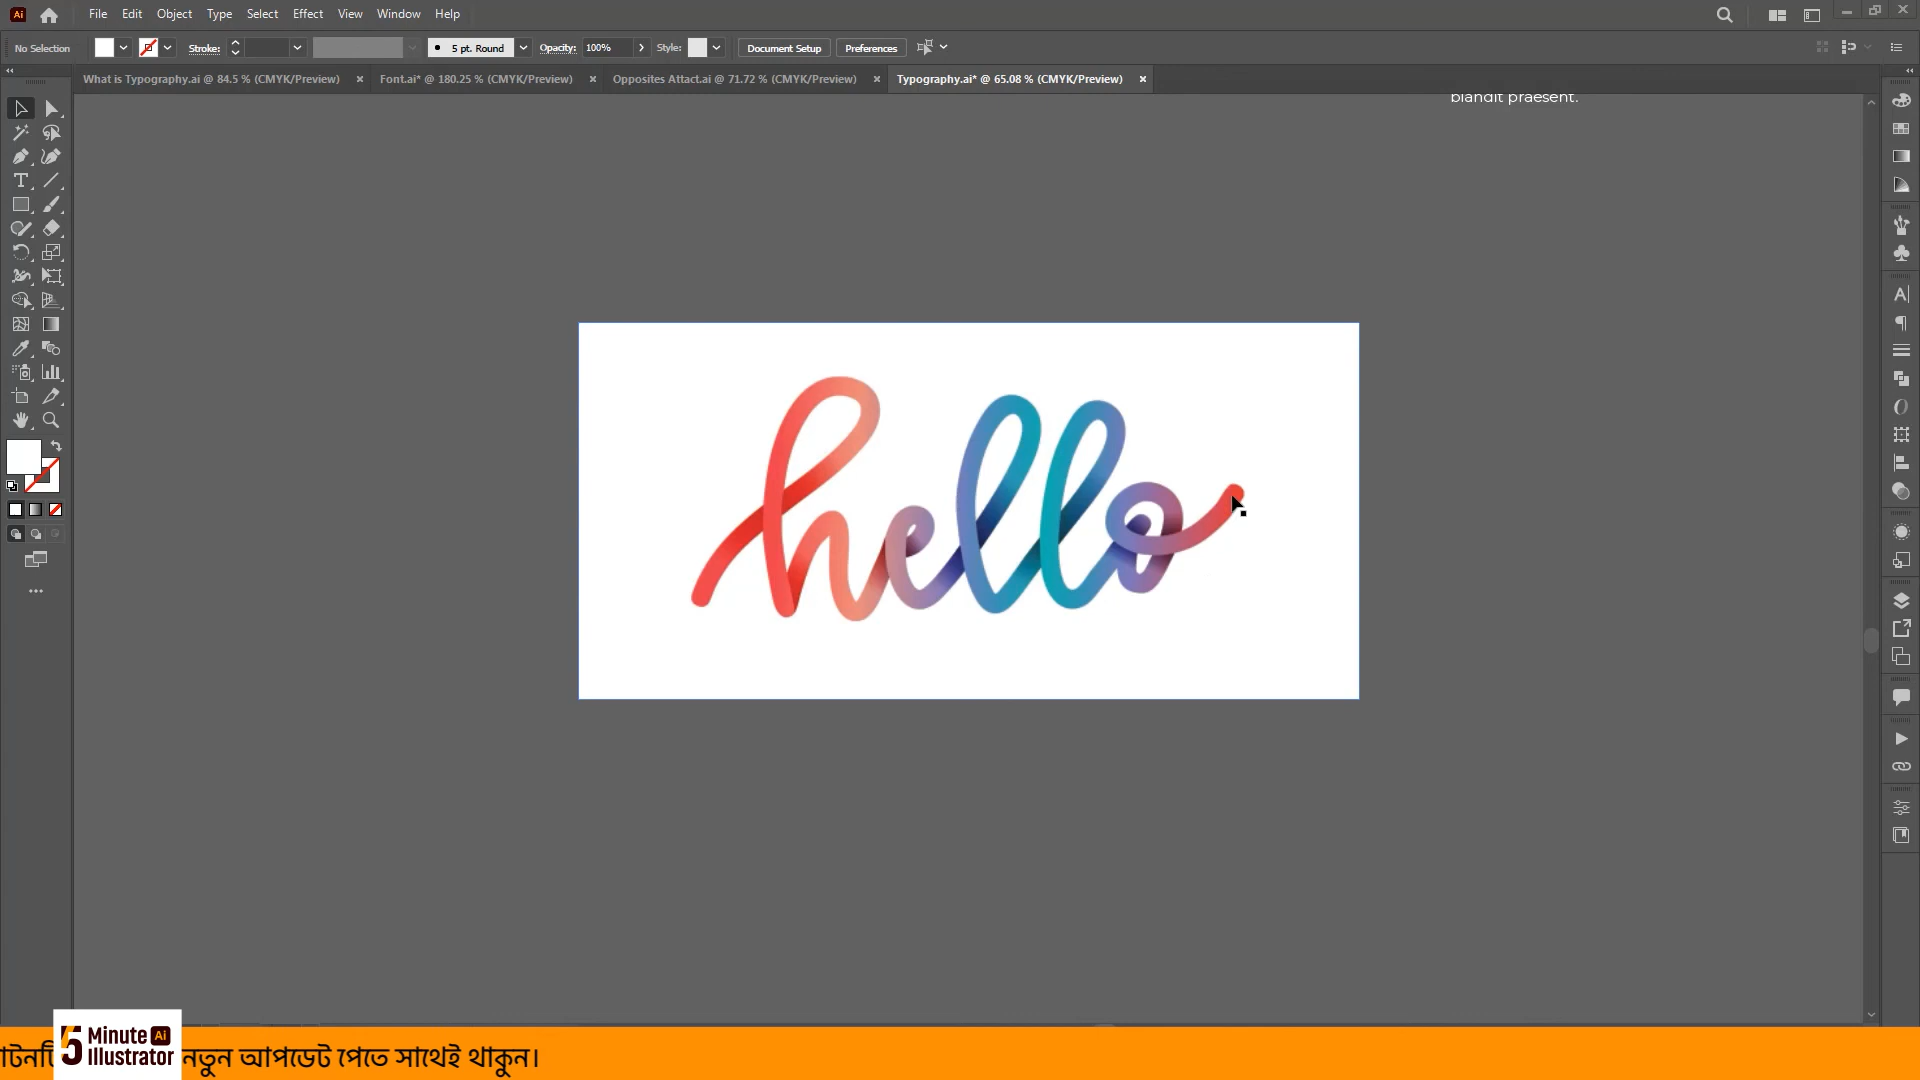 Ai
File Edit Object Type Select Effect View Window Help
No Selection Stroke: 5 pt. Round Opacity: 100% Style: Document Setup Preferences
What is Typography.ai @ 84.5 % (CMYK/Preview) Font.ai* @ 180.25 % (CMYK/Preview) Opposites Attact.ai @ 71.72 % (CMYK/Preview) Typography.ai* @ 65.08 % (CMYK/Preview)
blandit praesent.
hello
5 Minute Ai
Illustrator
নতুন আপডেট পেতে সাথেই থাকুন।